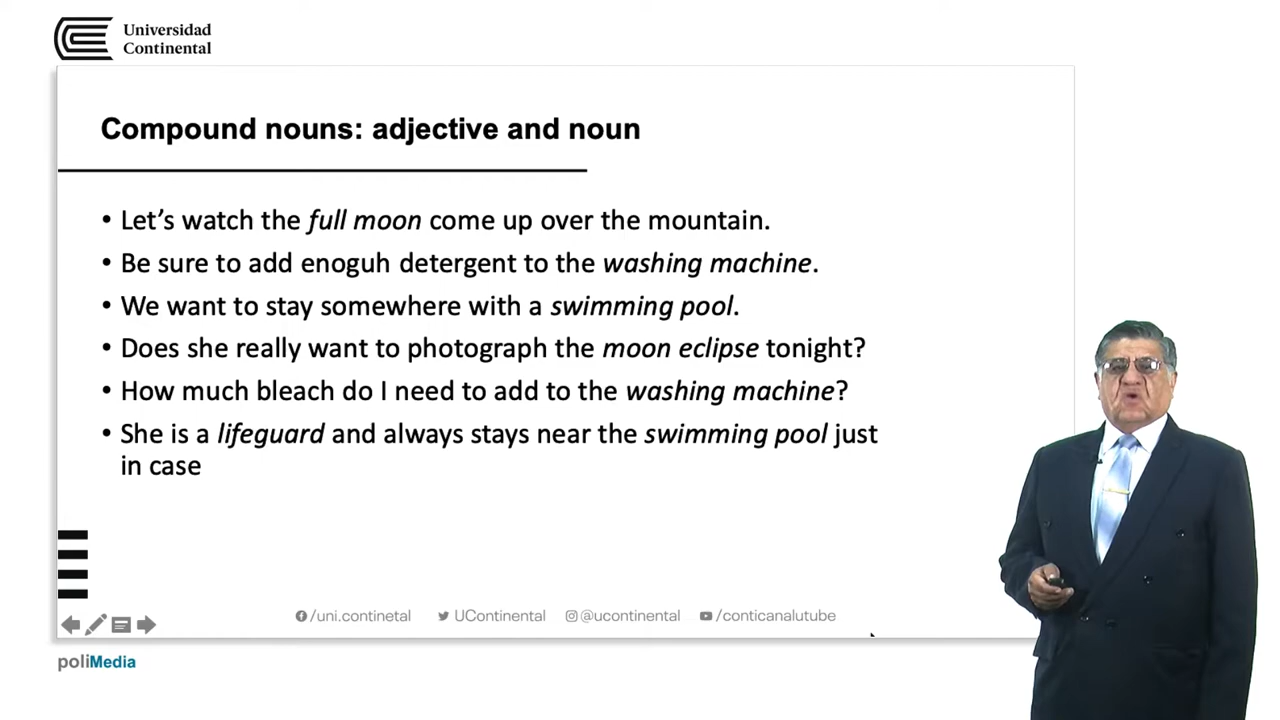 Universidad
Continental
Compound nouns: adjective and noun
• Let's watch the full moon come up over the mountain.
• Be sure to add enoguh detergent to the washing machine.
• We want to stay somewhere with a swimming pool.
• Does she really want to photograph the moon eclipse tonight?
• How much bleach do I need to add to the washing machine?
• She is a lifeguard and always stays near the swimming pool just
in case
/uni.continetal UContinental @ucontinental /conticanalutube
poliMedia